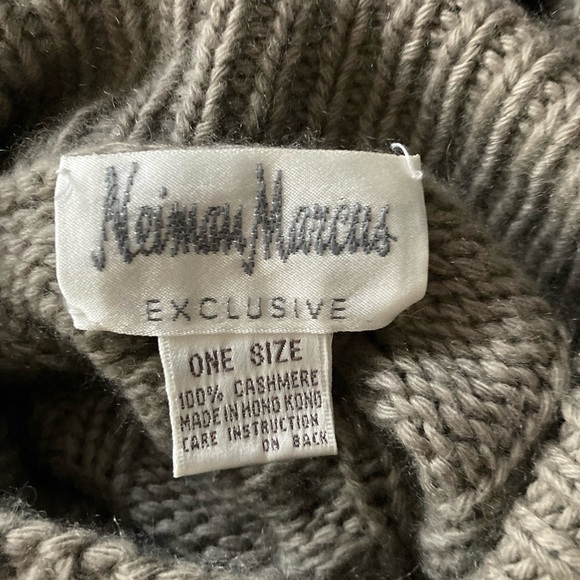 Neiman Marcus
EXCLUSIVE
ONE SIZE
100% CASHMERE
MADE IN HONG KONG
CARE INSTRUCTION
ON BACK